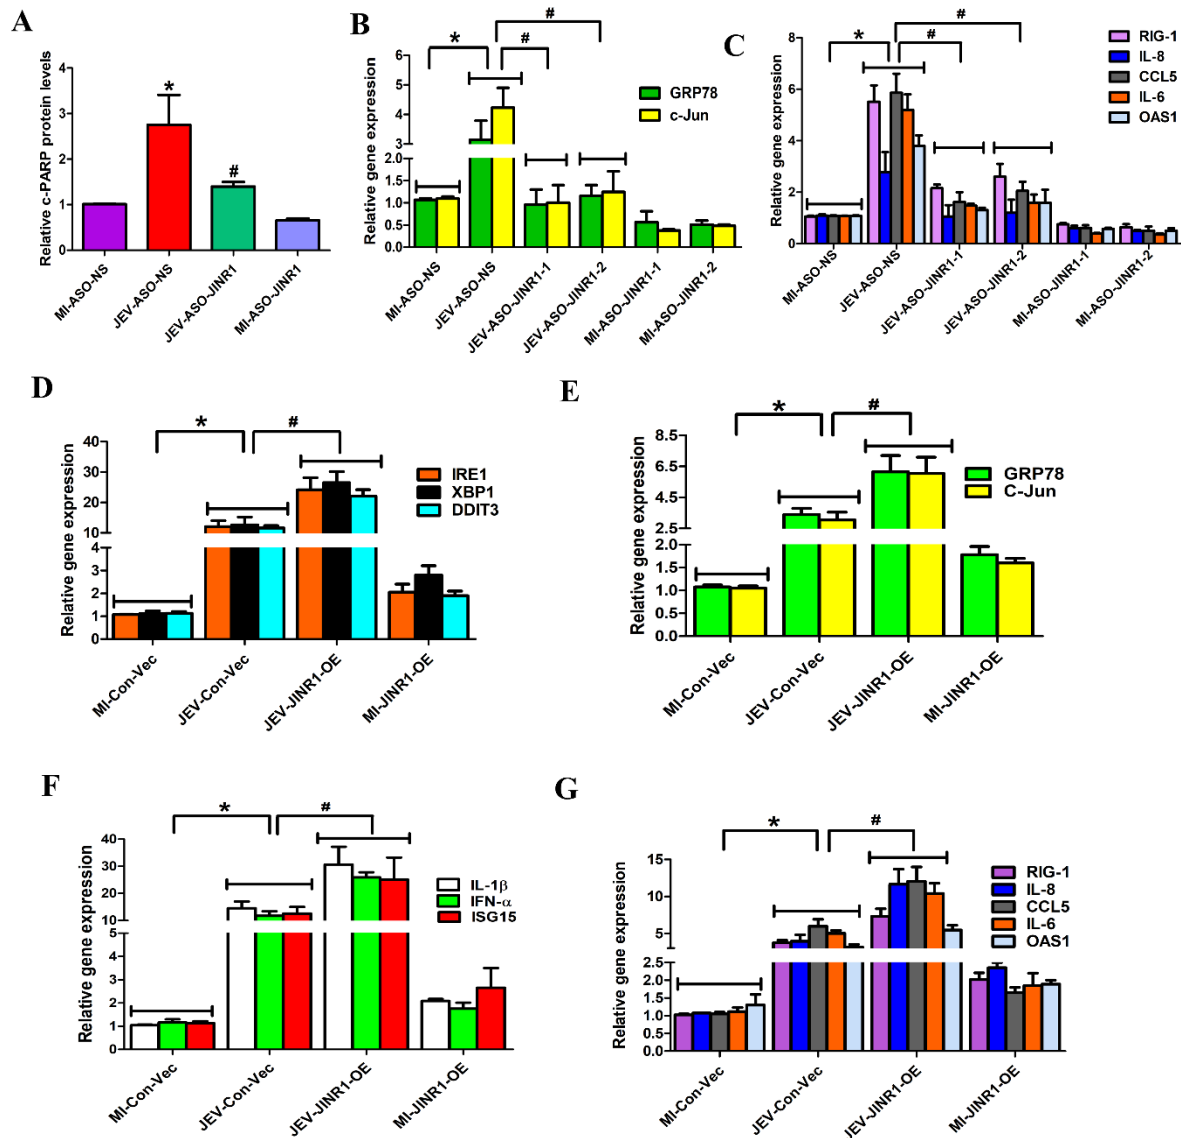 A
Relative c-PARP protein levels
4
3
2
1
0
*
#
MI-ASO-NS
JEV-ASO-NS
JEV-ASO-JINR1
MI-ASO-JINR1
B
Relative gene expression
6
5
4
3
2.0
1.5
1.0
0.5
0.0
*
#
#
GRP78
c-Jun
MI-ASO-NS
JEV-ASO-NS
JEV-ASO-JINR1-1
JEV-ASO-JINR1-2
MI-ASO-JINR1-1
MI-ASO-JINR1-2
C
Relative gene expression
8
6
4
2
0
*
#
#
RIG-1
IL-8
CCL5
IL-6
OAS1
MI-ASO-NS
JEV-ASO-NS
JEV-ASO-JINR1-1
JEV-ASO-JINR1-2
MI-ASO-JINR1-1
MI-ASO-JINR1-2
D
Relative gene expression
40
30
20
10
4
3
2
1
0
*
#
IRE1
XBP1
DDIT3
MI-Con-Vec
JEV-Con-Vec
JEV-JINR1-OE
MI-JINR1-OE
E
Relative gene expression
8.5
6.5
4.5
2.5
2.0
1.5
1.0
0.5
0.0
*
#
GRP78
C-Jun
MI-Con-Vec
JEV-Con-Vec
JEV-JINR1-OE
MI-JINR1-OE
F
Relative gene expression
40
30
20
10
5
4
3
2
1
0
*
#
IL-1β
IFN-α
ISG15
MI-Con-Vec
JEV-Con-Vec
JEV-JINR1-OE
MI-JINR1-OE
G
Relative gene expression
15
10
5
2.5
2.0
1.5
1.0
0.5
0.0
*
#
RIG-1
IL-8
CCL5
IL-6
OAS1
MI-Con-Vec
JEV-Con-Vec
JEV-JINR1-OE
MI-JINR1-OE